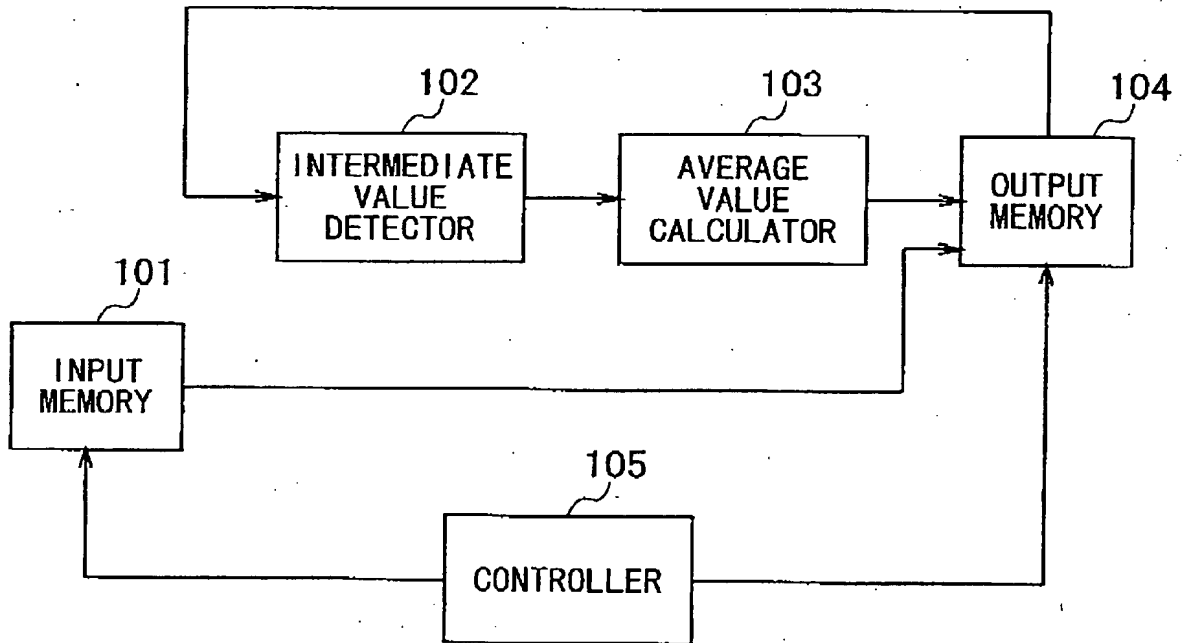 102
INTERMEDIATE
VALUE
DETECTOR
103
AVERAGE
VALUE
CALCULATOR
104
OUTPUT
MEMORY
101
INPUT
MEMORY
105
CONTROLLER